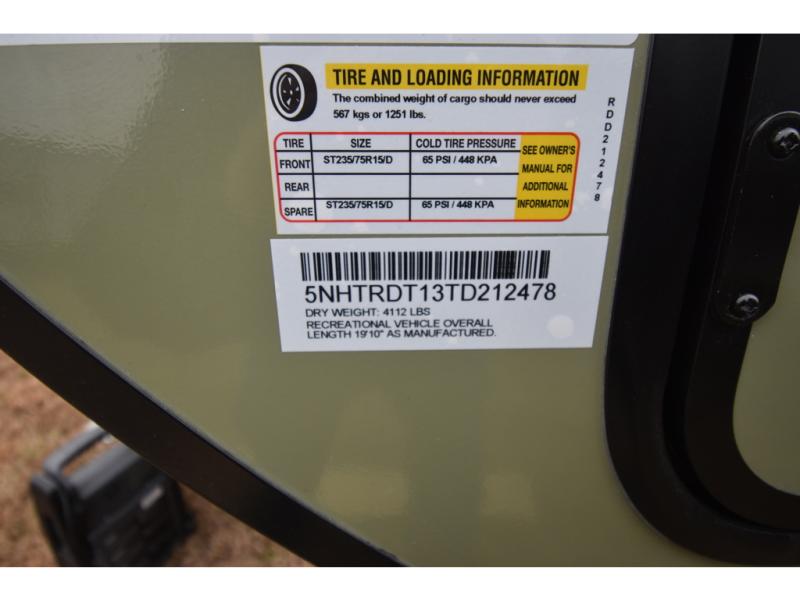 TIRE AND LOADING INFORMATION
The combined weight of cargo should never exceed
567 kgs or 1251 lbs.
TIRE SIZE COLD TIRE PRESSURE SEE OWNER'S
FRONT ST235/75R15/D 65 PSI / 448 KPA MANUAL FOR
REAR ADDITIONAL
SPARE ST235/75R15/D 65 PSI / 448 KPA INFORMATION
RDD212478
5NHTRDT13TD212478
DRY WEIGHT: 4112 LBS
RECREATIONAL VEHICLE OVERALL
LENGTH 19'10" AS MANUFACTURED.